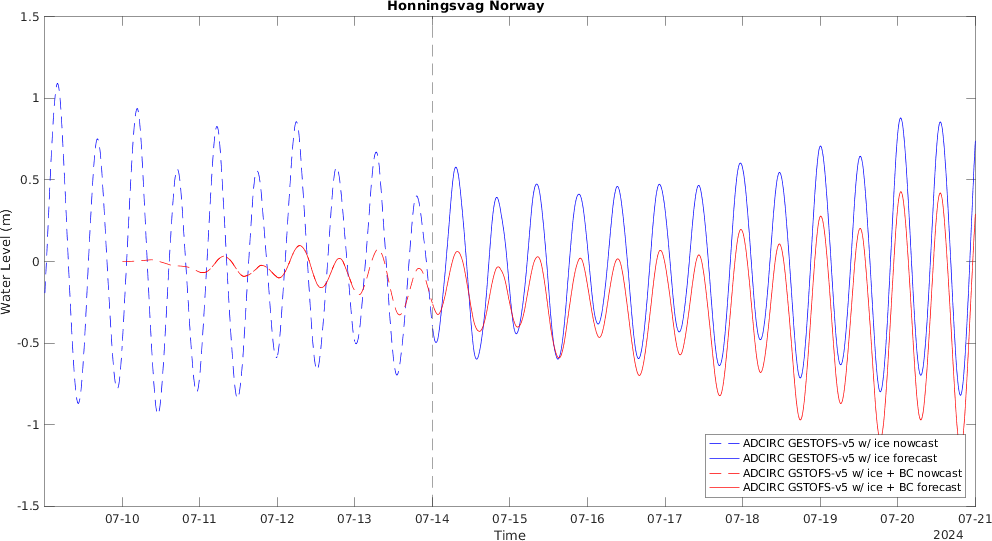 Honningsvag Norway
1.5
1
0.5
0
-0.5
-1
-1.5
Water Level (m)
07-10 07-11 07-12 07-13 07-14 07-15 07-16 07-17 07-18 07-19 07-20 07-21
Time
2024
ADCIRC GESTOFS-v5 w/ ice nowcast
ADCIRC GESTOFS-v5 w/ ice forecast
ADCIRC GSTOFS-v5 w/ ice + BC nowcast
ADCIRC GSTOFS-v5 w/ ice + BC forecast